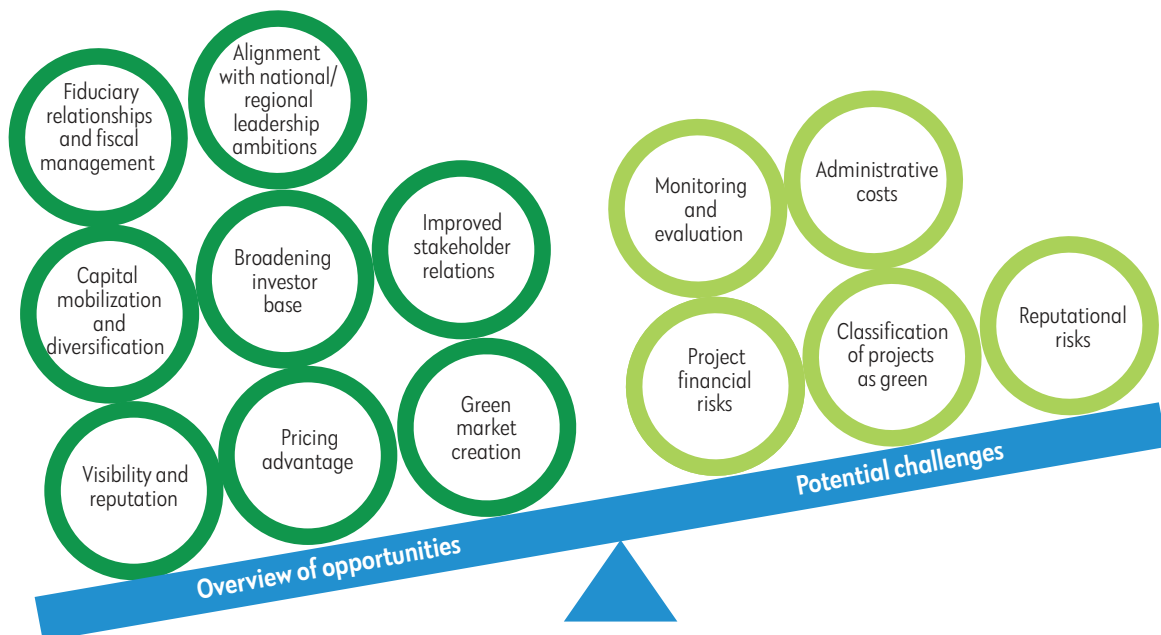 Fiduciary
relationships
and fiscal
management
Alignment
with national/
regional
leadership
ambitions
Capital
mobilization
and
diversification
Broadening
investor
base
Improved
stakeholder
relations
Visibility and
reputation
Pricing
advantage
Green
market
creation
Overview of opportunities
Monitoring
and
evaluation
Administrative
costs
Project
financial
risks
Classification
of projects
as green
Reputational
risks
Potential challenges